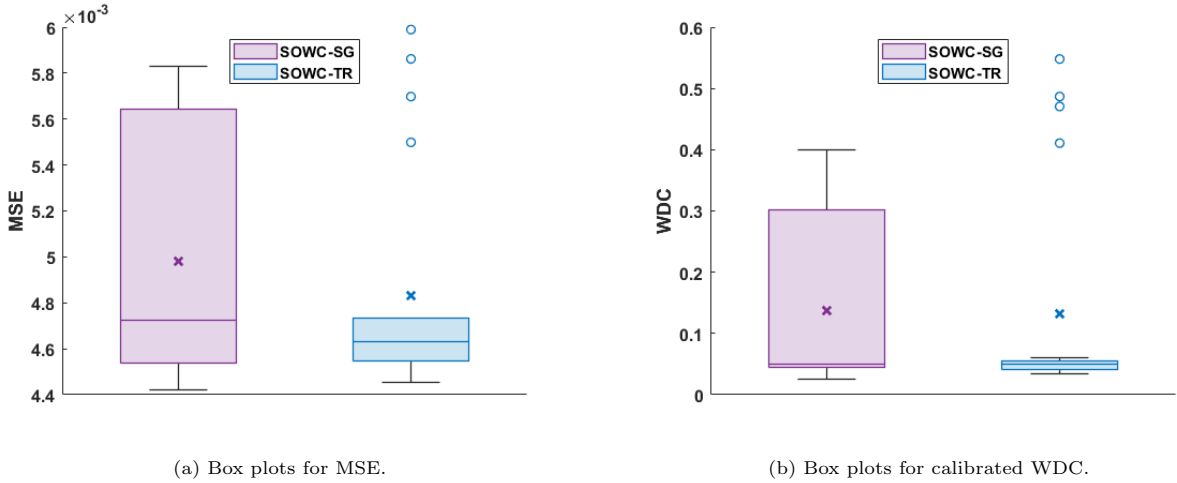 ×10⁻³
6
5.8
5.6
5.4
5.2
5
4.8
4.6
4.4
MSE
SOWC-SG
SOWC-TR
(a) Box plots for MSE.
0.6
0.5
0.4
0.3
0.2
0.1
0
WDC
SOWC-SG
SOWC-TR
(b) Box plots for calibrated WDC.